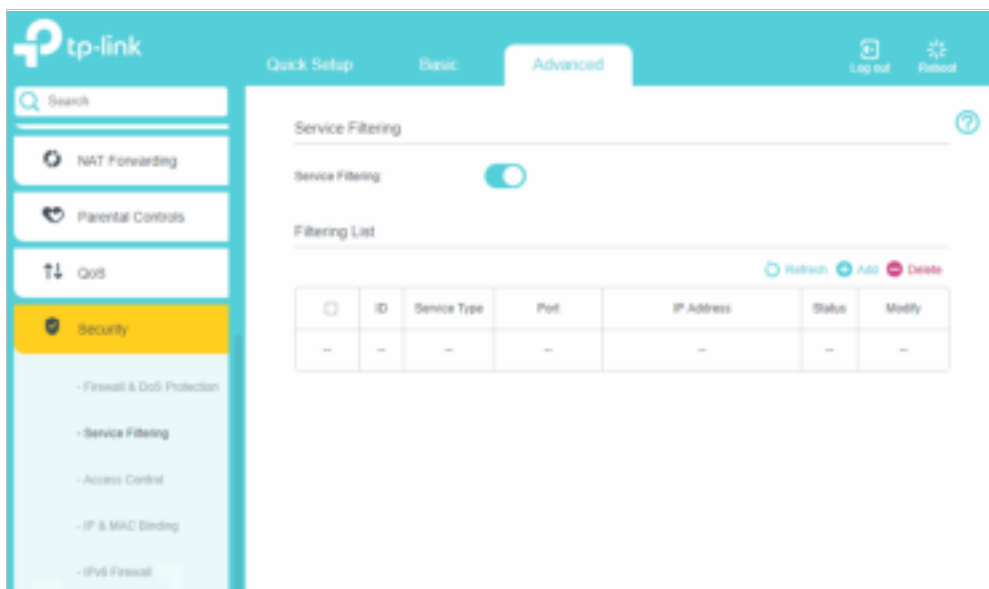 tp-link
Quick Setup Basic Advanced Log out Reboot
Search
NAT Forwarding
Parental Controls
QoS
Security
- Firewall & DoS Protection
- Service Filtering
- Access Control
- IP & MAC Binding
- IPv6 Firewall
Service Filtering
Service Filtering:
Filtering List
Refresh Add Delete
ID Service Type Port IP Address Status Modify
-- -- -- -- -- -- --